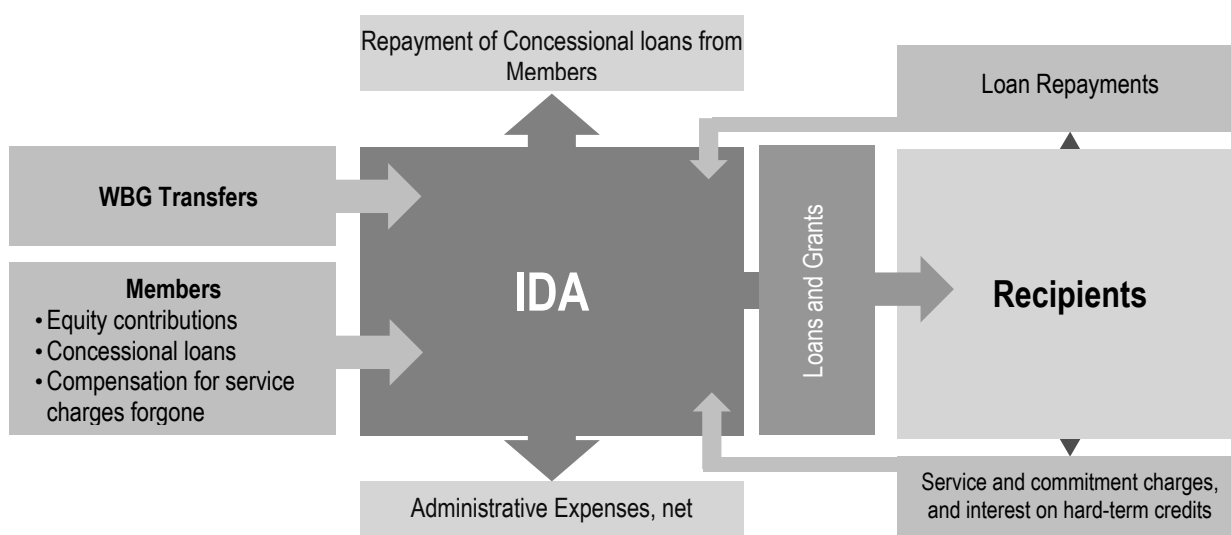 Repayment of Concessional loans from
Members
Loan Repayments
WBG Transfers
Members
• Equity contributions
• Concessional loans
• Compensation for service
charges forgone
IDA
Loans and Grants
Recipients
Administrative Expenses, net
Service and commitment charges,
and interest on hard-term credits